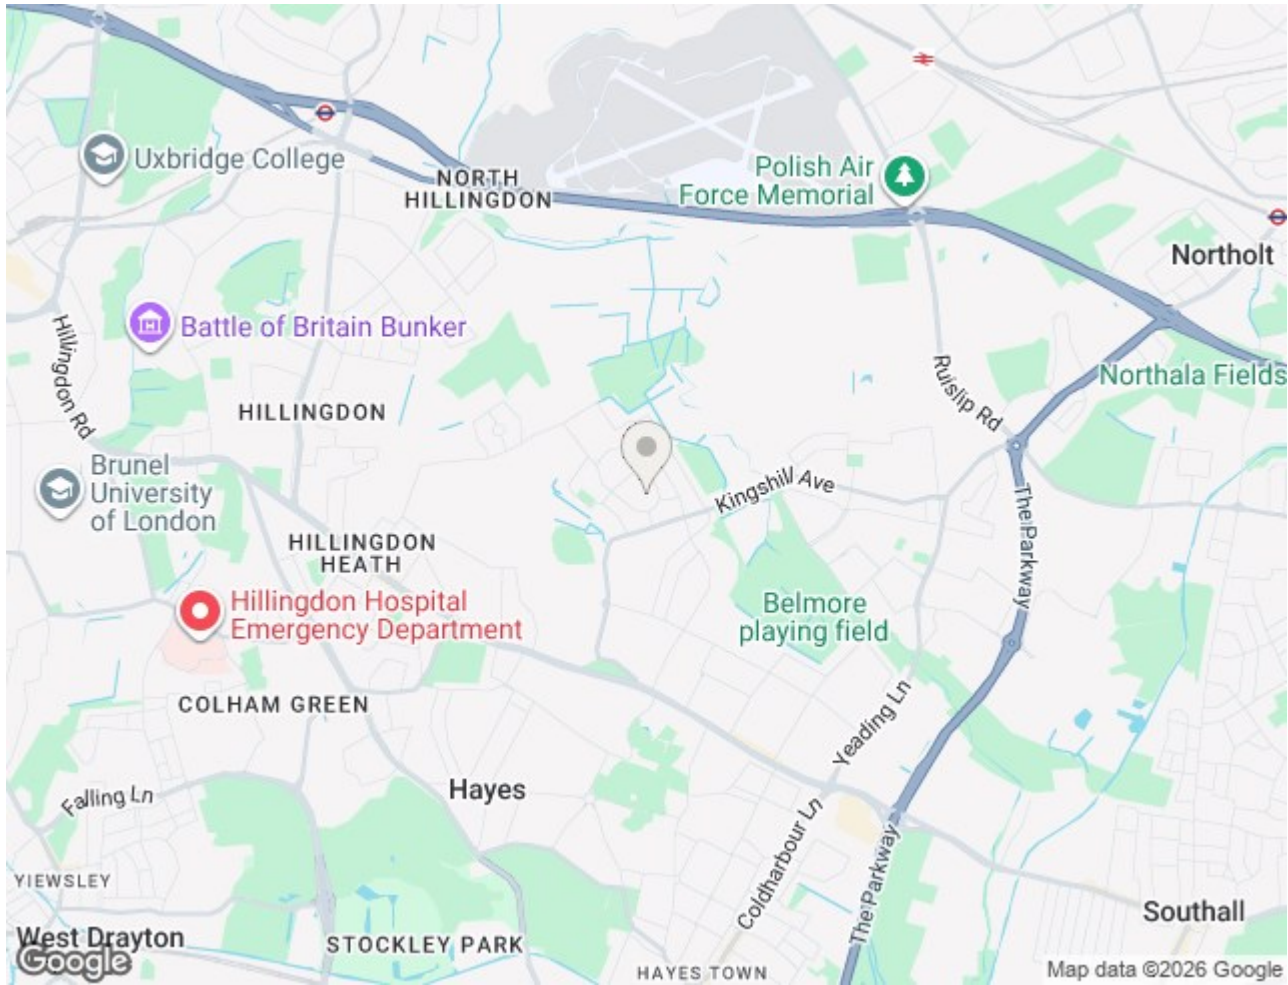 Uxbridge College
NORTH
HILLINGDON
Polish Air
Force Memorial
Northolt
Hillingdon Rd
Battle of Britain Bunker
Ruislip Rd
Northala Fields
HILLINGDON
Brunel
University
of London
Kingshill Ave
The Parkway
HILLINGDON
HEATH
Hillingdon Hospital
Emergency Department
Belmore
playing field
COLHAM GREEN
Yeading Ln
Falling Ln
Hayes
Coldharbour Ln
The Parkway
YIEWSLEY
Southall
West Drayton
STOCKLEY PARK
HAYES TOWN
Google
Map data ©2026 Google